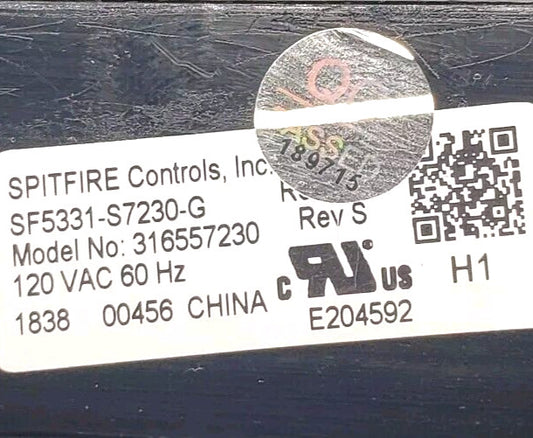 SPITFIRE Controls, Inc.
SF5331-S7230-G
Rev S
Model No: 316557230
120 VAC 60 Hz
C UL US
H1
1838 00456 CHINA
E204592
189715